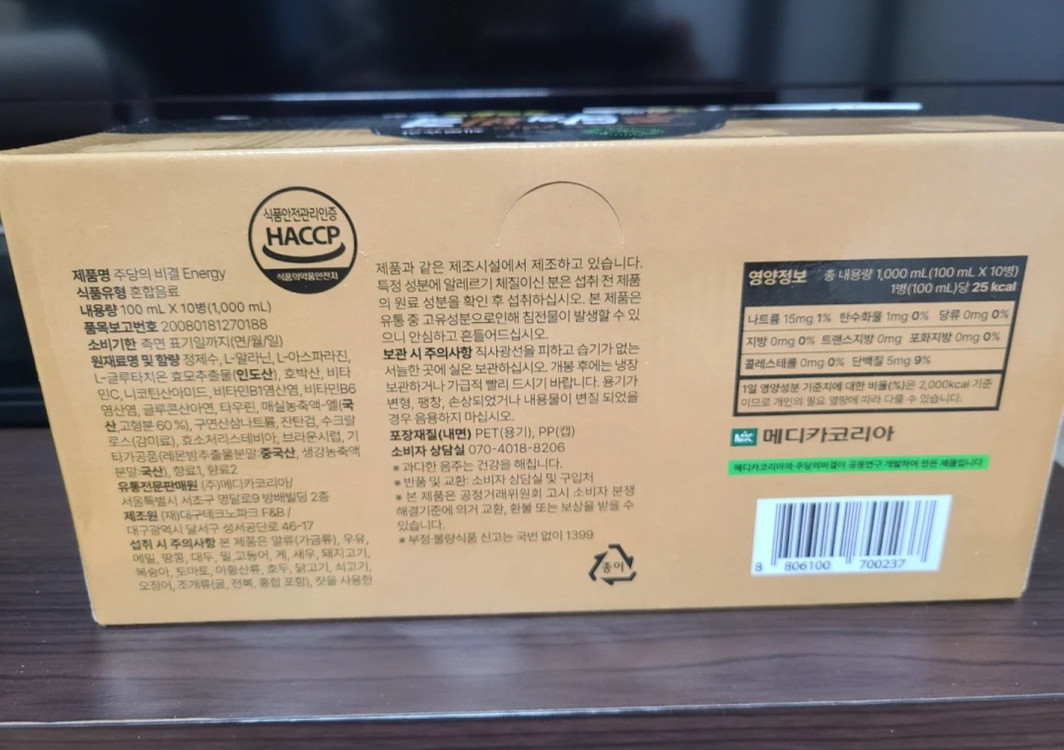 식품안전관리인증
HACCP
식품의약품안전처
제품명 주당의 비결 Energy
식품유형 혼합음료
내용량 100 mL X 10병(1,000 mL)
품목보고번호 20080181270188
소비기한 측면 표기일까지(연/월/일)
원재료명 및 함량 정제수, L-알라닌, L-아스파라진,
L-글루타치온 효모추출물(인도산), 호박산, 비타
민C, 니코틴산아미드, 비타민B1염산염, 비타민B6
염산염, 글루콘산아연, 타우린, 매실농축액-엘(국
산,고형분 60 %), 구연산삼나트륨, 잔탄검, 수크랄
로스(감미료), 효소처리스테비아, 브라운시럽, 기
타가공품(레몬밤추출물분말:중국산, 생강농축액
분말:국산), 향료1, 향료2
유통전문판매원 (주)메디카코리아/
서울특별시 서초구 명달로9 방배빌딩 2층
제조원 (재)대구테크노파크 F&B /
대구광역시 달서구 성서공단로 46-17
섭취 시 주의사항 본 제품은 알류(가금류), 우유,
메밀, 땅콩, 대두, 밀, 고등어, 게, 새우, 돼지고기,
복숭아, 토마토, 아황산류, 호두, 닭고기, 쇠고기,
오징어, 조개류(굴, 전복, 홍합 포함), 잣을 사용한
제품과 같은 제조시설에서 제조하고 있습니다.
특정 성분에 알레르기 체질이신 분은 섭취 전 제품
의 원료 성분을 확인 후 섭취하십시오. 본 제품은
유통 중 고유성분으로인해 침전물이 발생할 수 있
으니 안심하고 흔들어드십시오.
보관 시 주의사항 직사광선을 피하고 습기가 없는
서늘한 곳에 실온 보관하십시오. 개봉 후에는 냉장
보관하거나 가급적 빨리 드시기 바랍니다. 용기가
변형, 팽창, 손상되었거나 내용물이 변질 되었을
경우 음용하지 마십시오.
포장재질(내면) PET(용기), PP(캡)
소비자 상담실 070-4018-8206
※ 과다한 음주는 건강을 해칩니다.
※ 반품 및 교환: 소비자 상담실 및 구입처
※ 본 제품은 공정거래위원회 고시 소비자 분쟁
해결기준에 의거 교환, 환불 또는 보상을 받을 수
있습니다.
※ 부정·불량식품 신고는 국번 없이 1399
종이
영양정보 총 내용량 1,000 mL(100 mL X 10병)
1병(100 mL)당 25 kcal
나트륨 15mg 1% 탄수화물 1mg 0% 당류 0mg 0%
지방 0mg 0% 트랜스지방 0mg 포화지방 0mg 0%
콜레스테롤 0mg 0% 단백질 5mg 9%
1일 영양성분 기준치에 대한 비율(%)은 2,000kcal 기준
이므로 개인의 필요 열량에 따라 다를 수 있습니다.
MK 메디카코리아
메디카코리아와 주당의비결이 공동연구 개발하여 만든 제품입니다
8 806100 700237